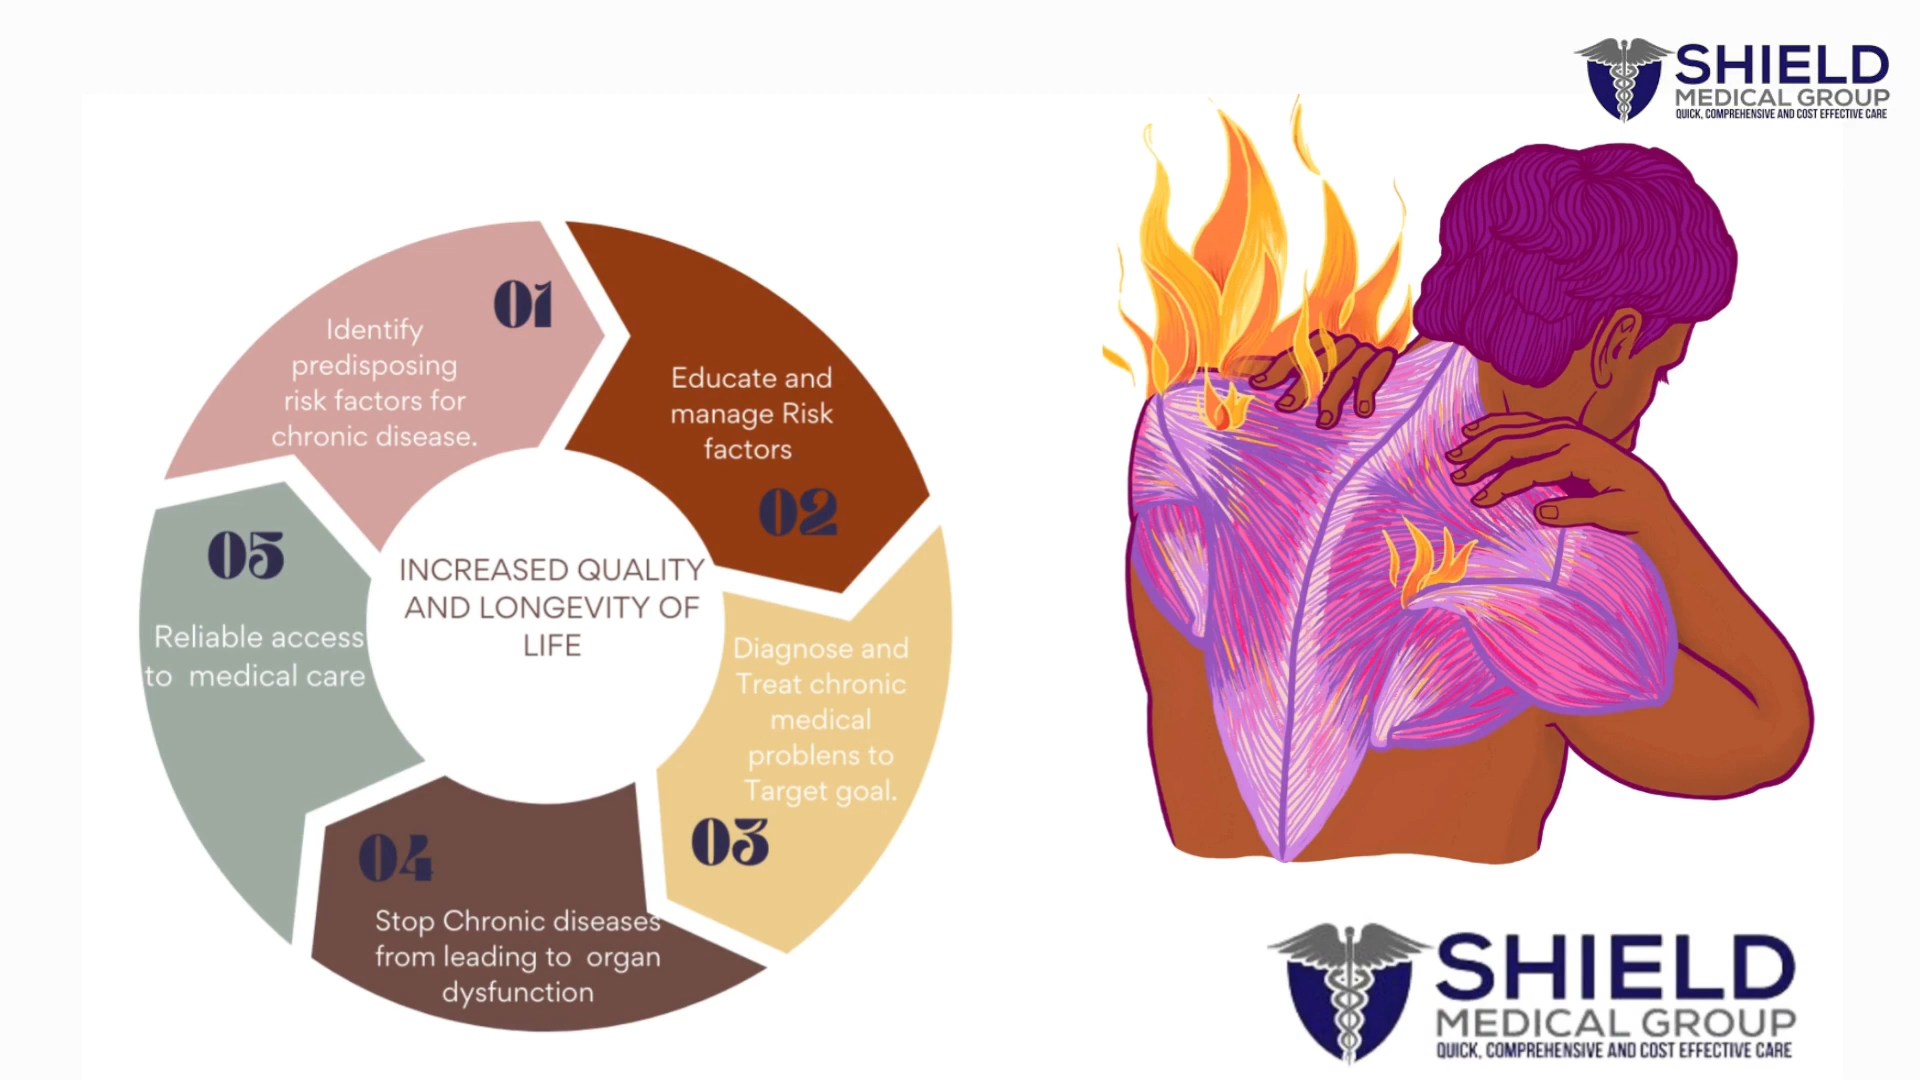 SHIELD
MEDICAL GROUP
QUICK, COMPREHENSIVE AND COST EFFECTIVE CARE
01
Identify
predisposing
risk factors for
chronic disease.
Educate and
manage Risk
factors
02
Diagnose and
Treat chronic
medical
problens to
Target goal.
03
04
Stop Chronic diseases
from leading to organ
dysfunction
05
Reliable access
to medical care
INCREASED QUALITY
AND LONGEVITY OF
LIFE
SHIELD
MEDICAL GROUP
QUICK, COMPREHENSIVE AND COST EFFECTIVE CARE